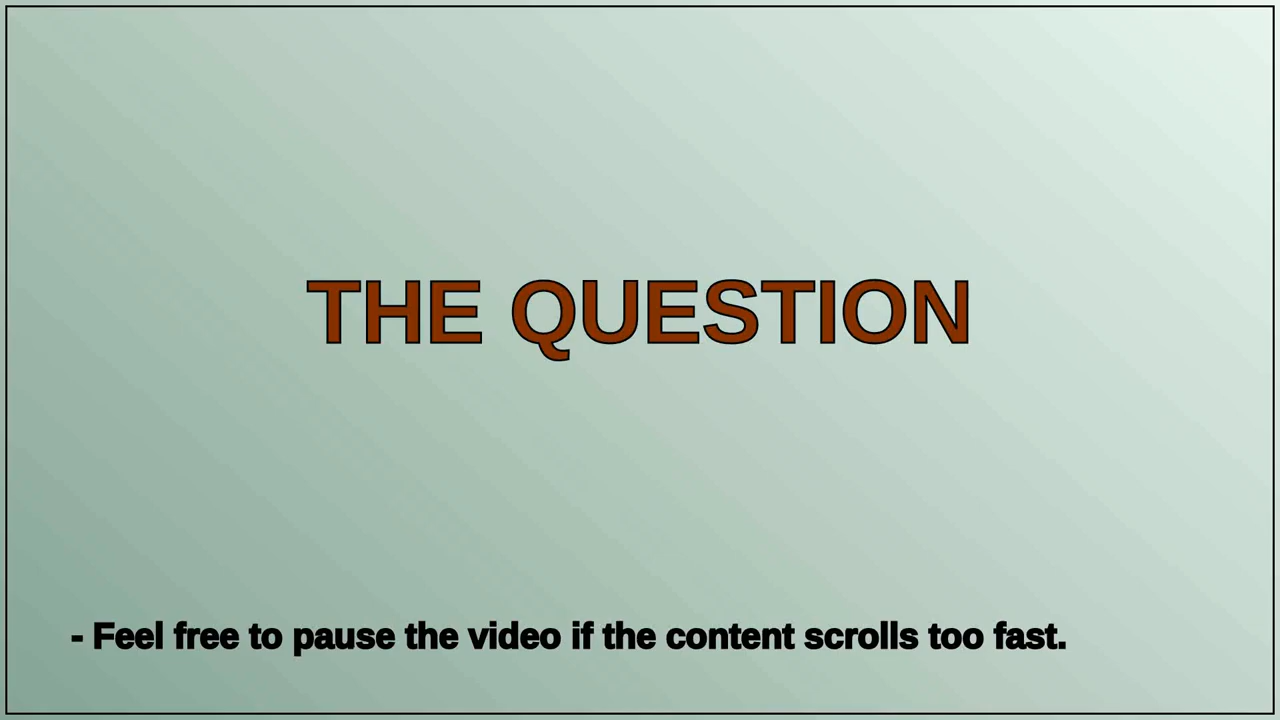 THE QUESTION
- Feel free to pause the video if the content scrolls too fast.